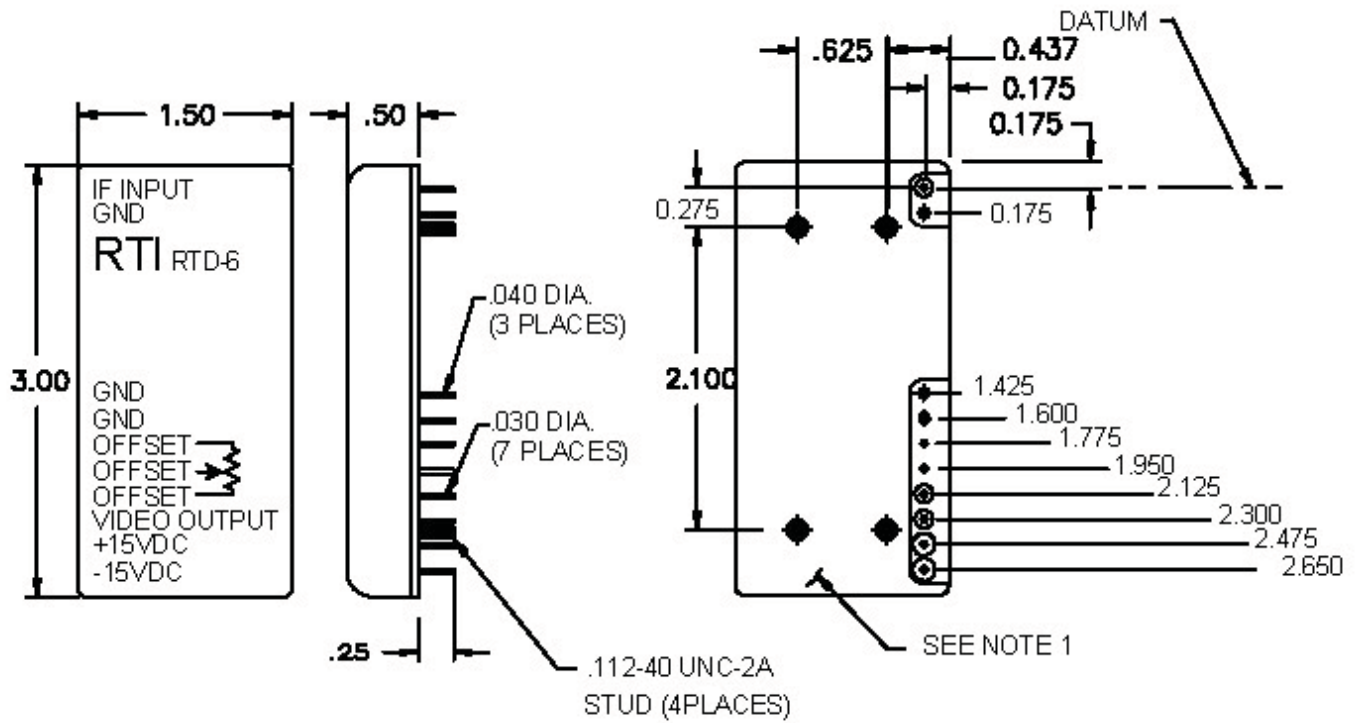 1.50
3.00
IF INPUT
GND
RTI RTD-6
GND
GND
OFFSET
OFFSET
OFFSET
VIDEO OUTPUT
+15VDC
-15VDC
.50
.040 DIA.
(3 PLACES)
.030 DIA.
(7 PLACES)
.25
.112-40 UNC-2A
STUD (4PLACES)
DATUM
.625
0.437
0.175
0.175
0.275
0.175
2.100
1.425
1.600
1.775
1.950
2.125
2.300
2.475
2.650
SEE NOTE 1